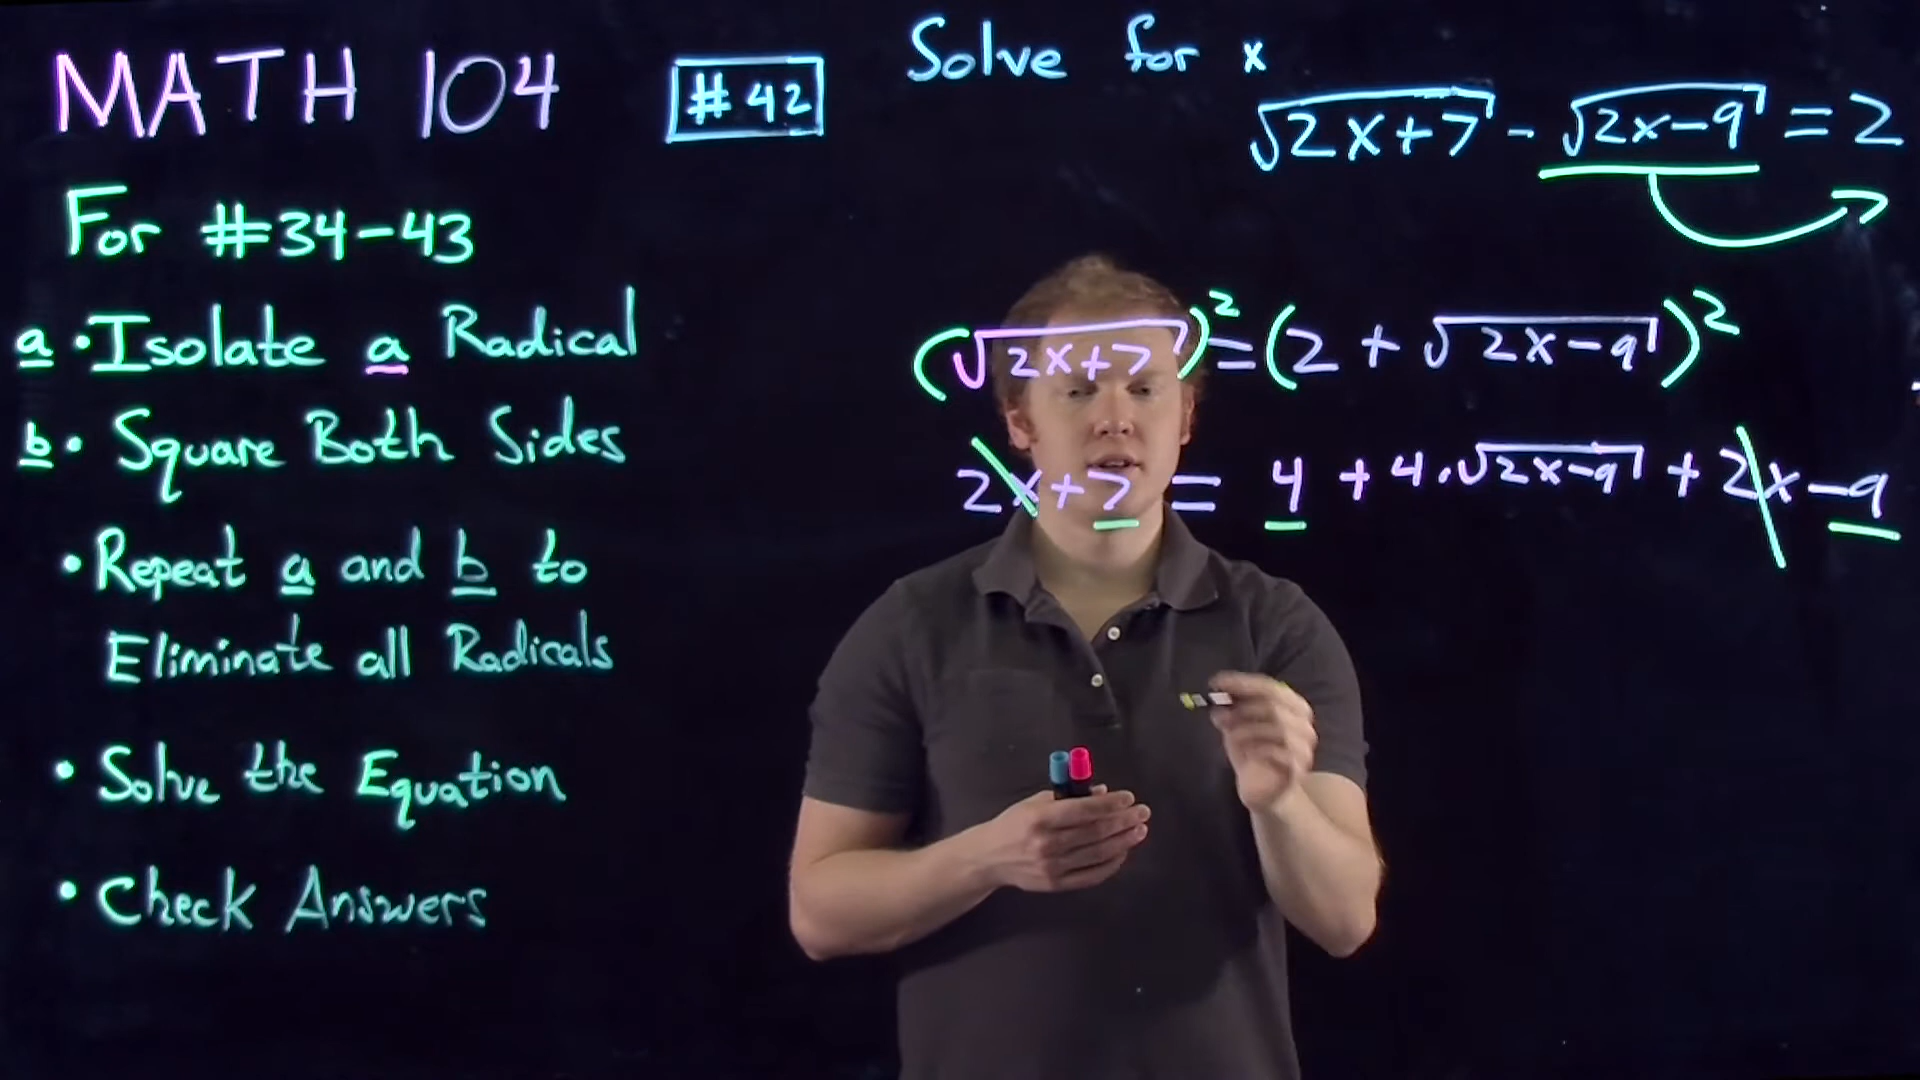 MATH 104
#42
For #34-43
a • Isolate a Radical
b • Square Both Sides
• Repeat a and b to
Eliminate all Radicals
• Solve the Equation
• Check Answers
Solve for x
√2x+7 - √2x-9 = 2
(√2x+7)² = (2 + √2x-9)²
2x+7 = 4 + 4·√2x-9 + 2x-9